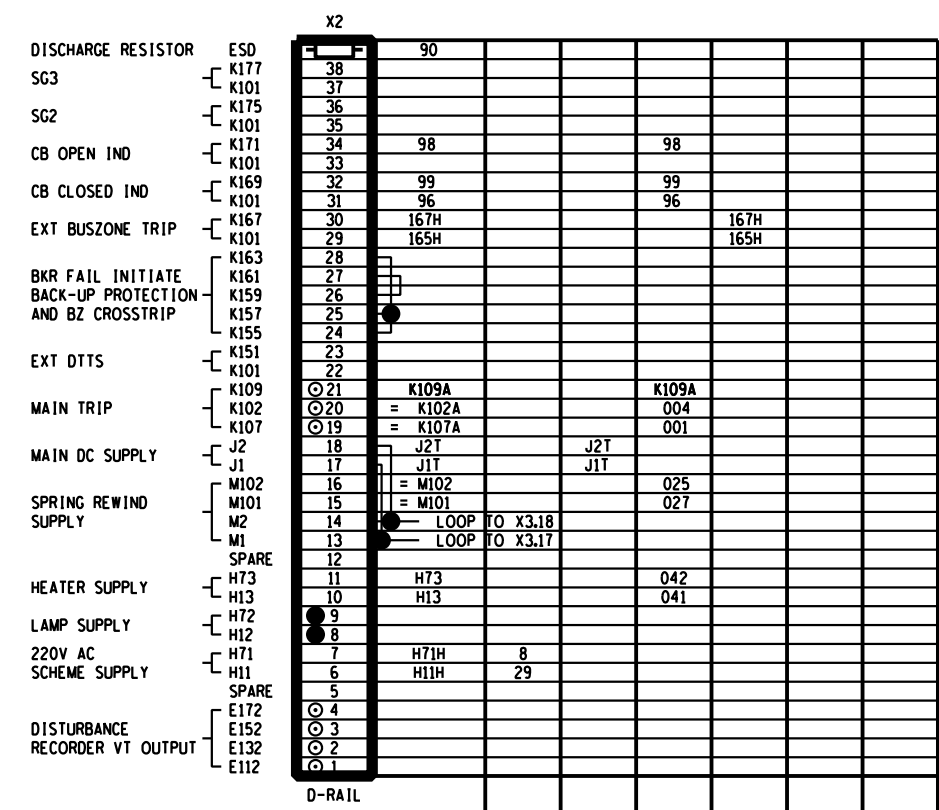 X2
DISCHARGE RESISTOR ESD 90
SG3 K177 38
K101 37
SG2 K175 36
K101 35
CB OPEN IND K171 34 98 98
K101 33
CB CLOSED IND K169 32 99 99
K101 31 96 96
EXT BUSZONE TRIP K167 30 167H 167H
K101 29 165H 165H
K163 28
BKR FAIL INITIATE K161 27
BACK-UP PROTECTION K159 26
AND BZ CROSSTRIP K157 25
K155 24
EXT DTTS K151 23
K101 22
K109 21 K109A K109A
MAIN TRIP K102 20 = K102A 004
K107 19 = K107A 001
MAIN DC SUPPLY J2 18 J2T J2T
J1 17 J1T J1T
M102 16 = M102 025
SPRING REWIND M101 15 = M101 027
SUPPLY M2 14 LOOP TO X3.18
M1 13 LOOP TO X3.17
SPARE 12
HEATER SUPPLY H73 11 H73 042
H13 10 H13 041
LAMP SUPPLY H72 9
H12 8
220V AC H71 7 H71H 8
SCHEME SUPPLY H11 6 H11H 29
SPARE 5
E172 4
DISTURBANCE E152 3
RECORDER VT OUTPUT E132 2
E112 1
D-RAIL